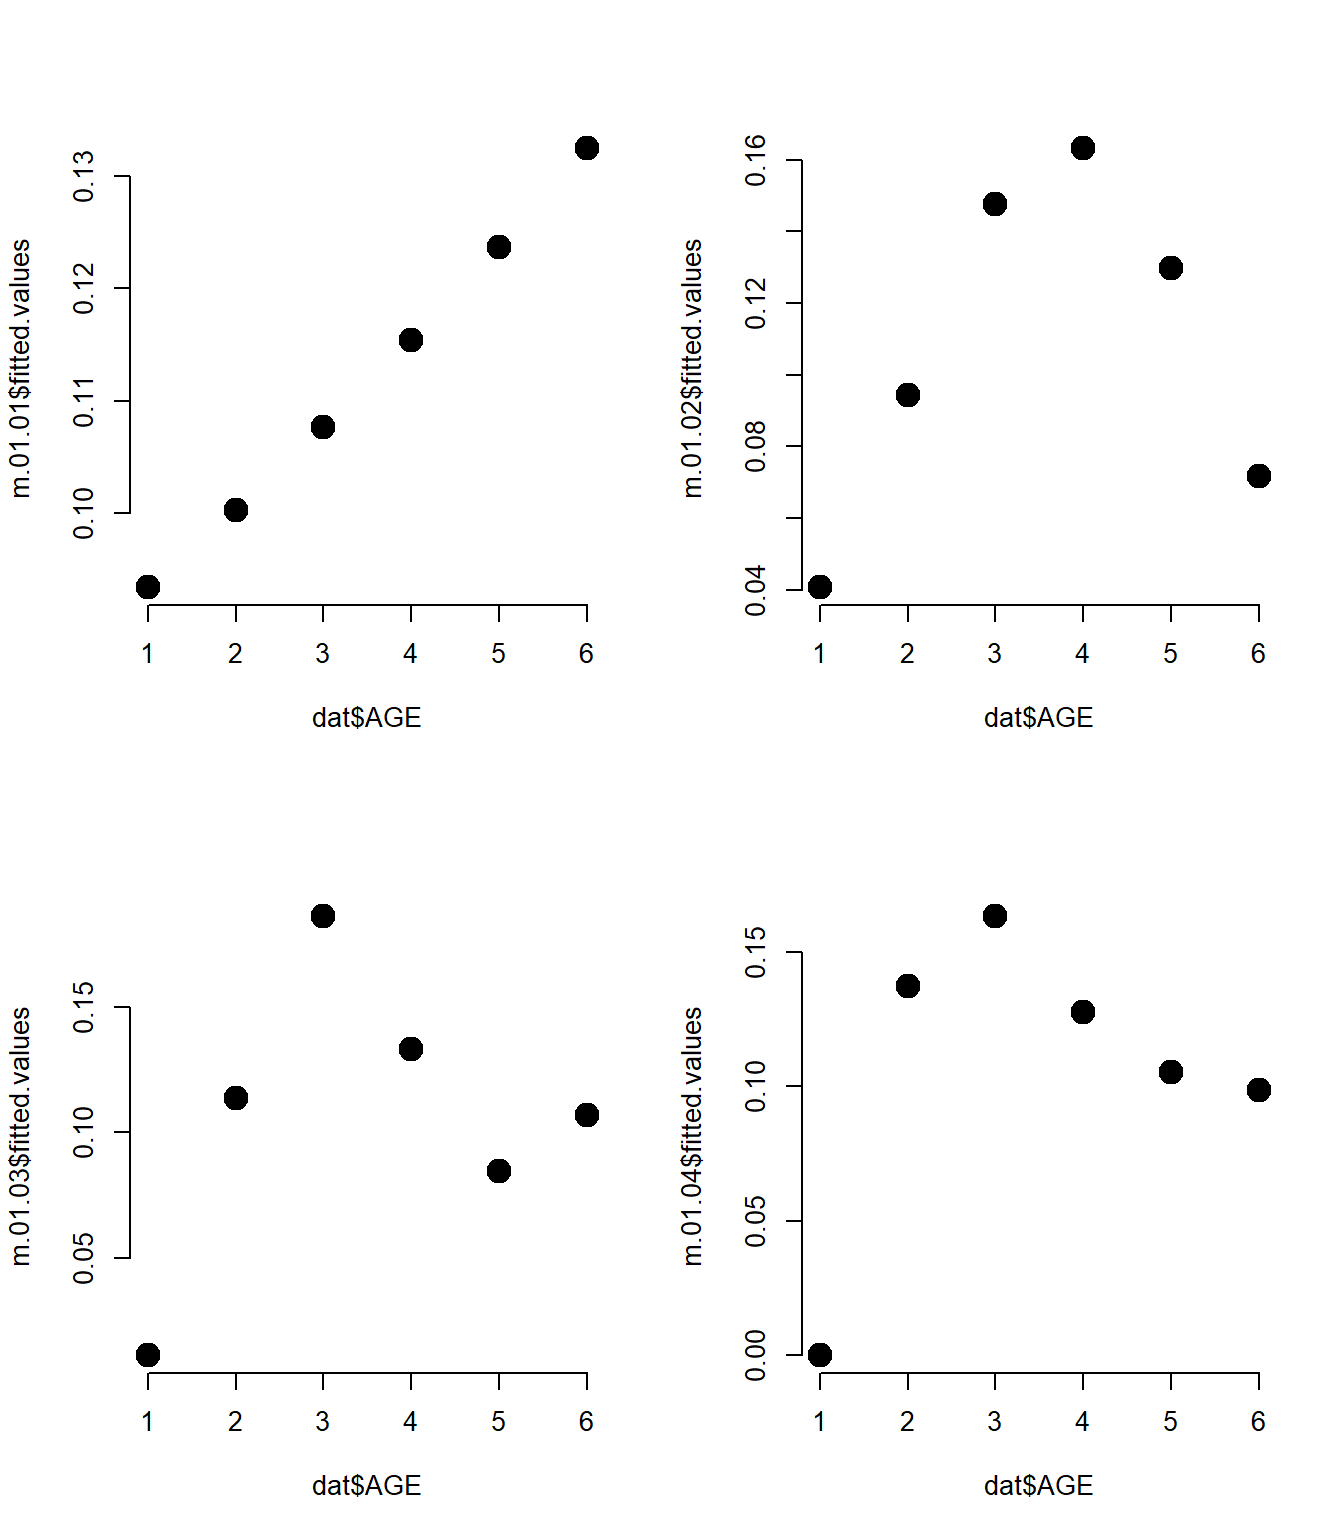 m.01.01$fitted.values
0.10 0.11 0.12 0.13
1 2 3 4 5 6
dat$AGE
m.01.02$fitted.values
0.04 0.08 0.12 0.16
1 2 3 4 5 6
dat$AGE
m.01.03$fitted.values
0.05 0.10 0.15
1 2 3 4 5 6
dat$AGE
m.01.04$fitted.values
0.00 0.05 0.10 0.15
1 2 3 4 5 6
dat$AGE